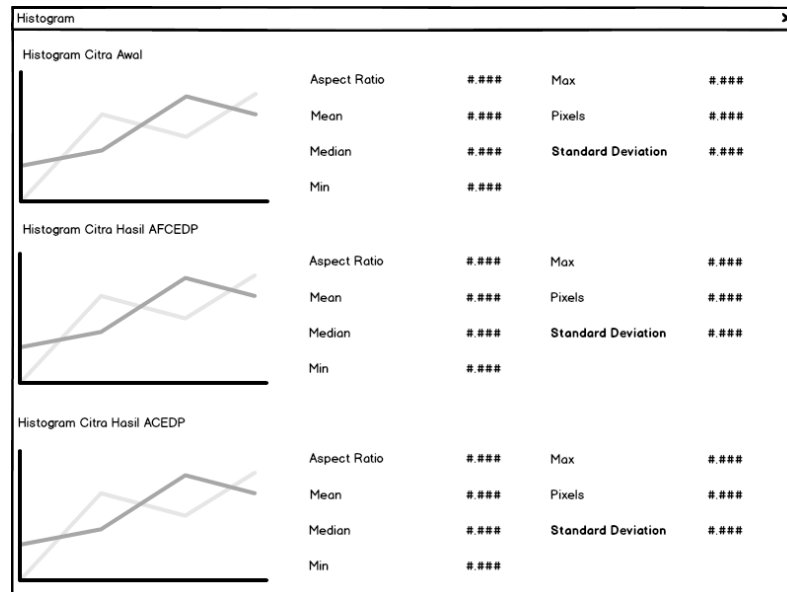 Histogram X
Histogram Citra Awal
Aspect Ratio #.### Max #.###
Mean #.### Pixels #.###
Median #.### Standard Deviation #.###
Min #.###
Histogram Citra Hasil AFCEDP
Aspect Ratio #.### Max #.###
Mean #.### Pixels #.###
Median #.### Standard Deviation #.###
Min #.###
Histogram Citra Hasil ACEDP
Aspect Ratio #.### Max #.###
Mean #.### Pixels #.###
Median #.### Standard Deviation #.###
Min #.###